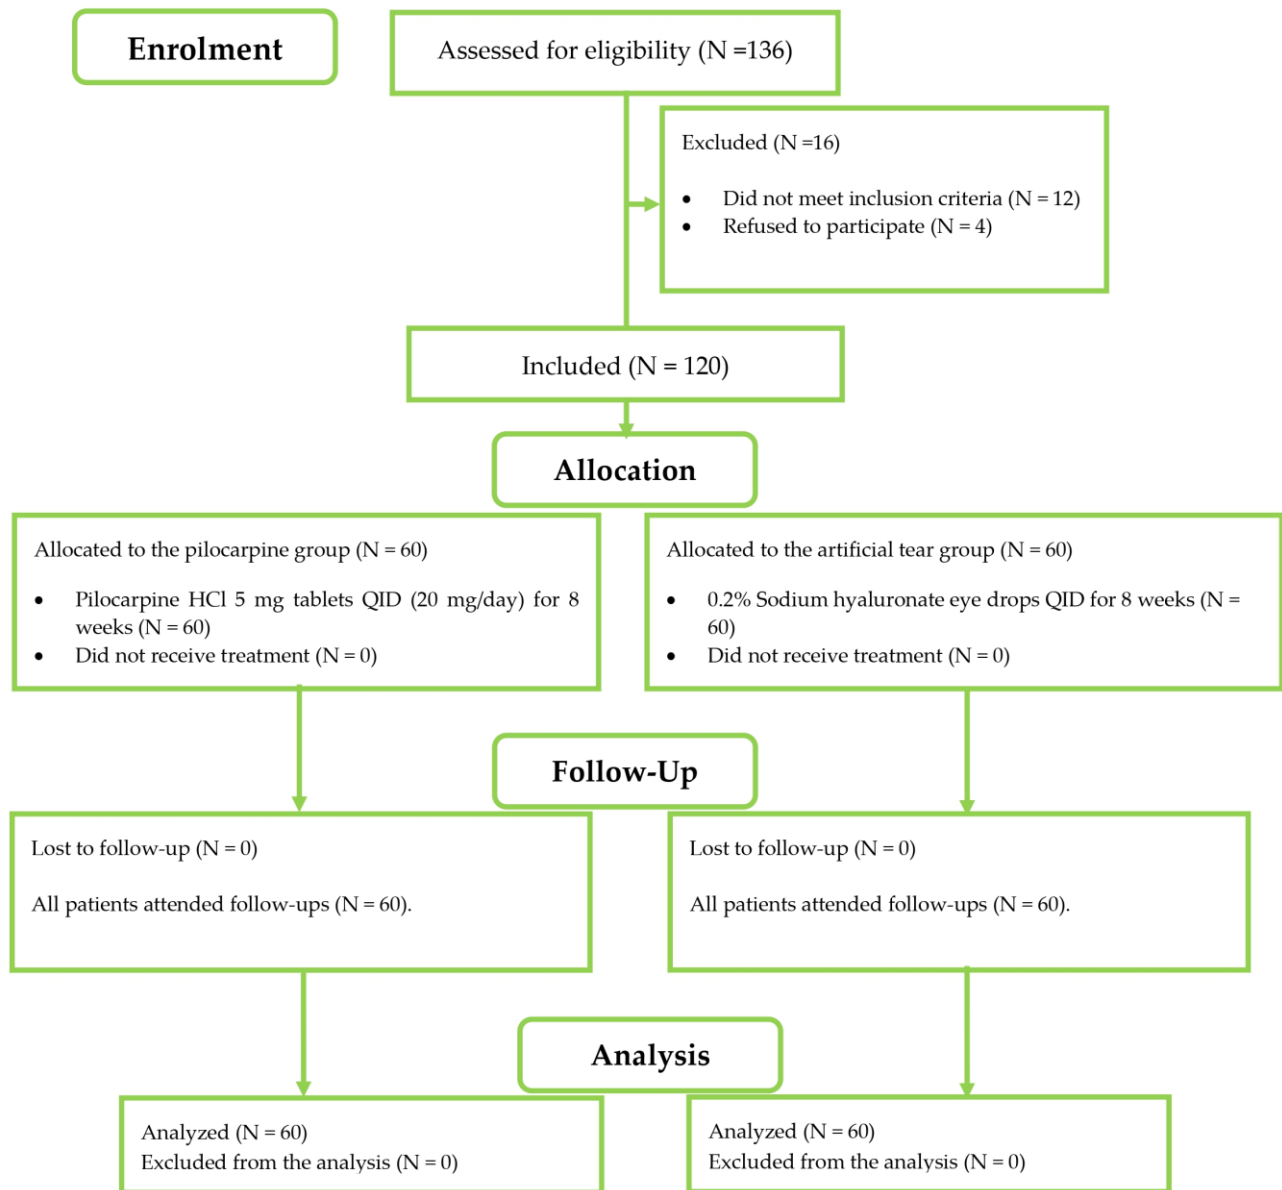 Enrolment
Assessed for eligibility (N =136)
Excluded (N =16)
• Did not meet inclusion criteria (N = 12)
• Refused to participate (N = 4)
Included (N = 120)
Allocation
Allocated to the pilocarpine group (N = 60)
• Pilocarpine HCl 5 mg tablets QID (20 mg/day) for 8
weeks (N = 60)
• Did not receive treatment (N = 0)
Allocated to the artificial tear group (N = 60)
• 0.2% Sodium hyaluronate eye drops QID for 8 weeks (N =
60)
• Did not receive treatment (N = 0)
Follow-Up
Lost to follow-up (N = 0)
All patients attended follow-ups (N = 60).
Lost to follow-up (N = 0)
All patients attended follow-ups (N = 60).
Analysis
Analyzed (N = 60)
Excluded from the analysis (N = 0)
Analyzed (N = 60)
Excluded from the analysis (N = 0)